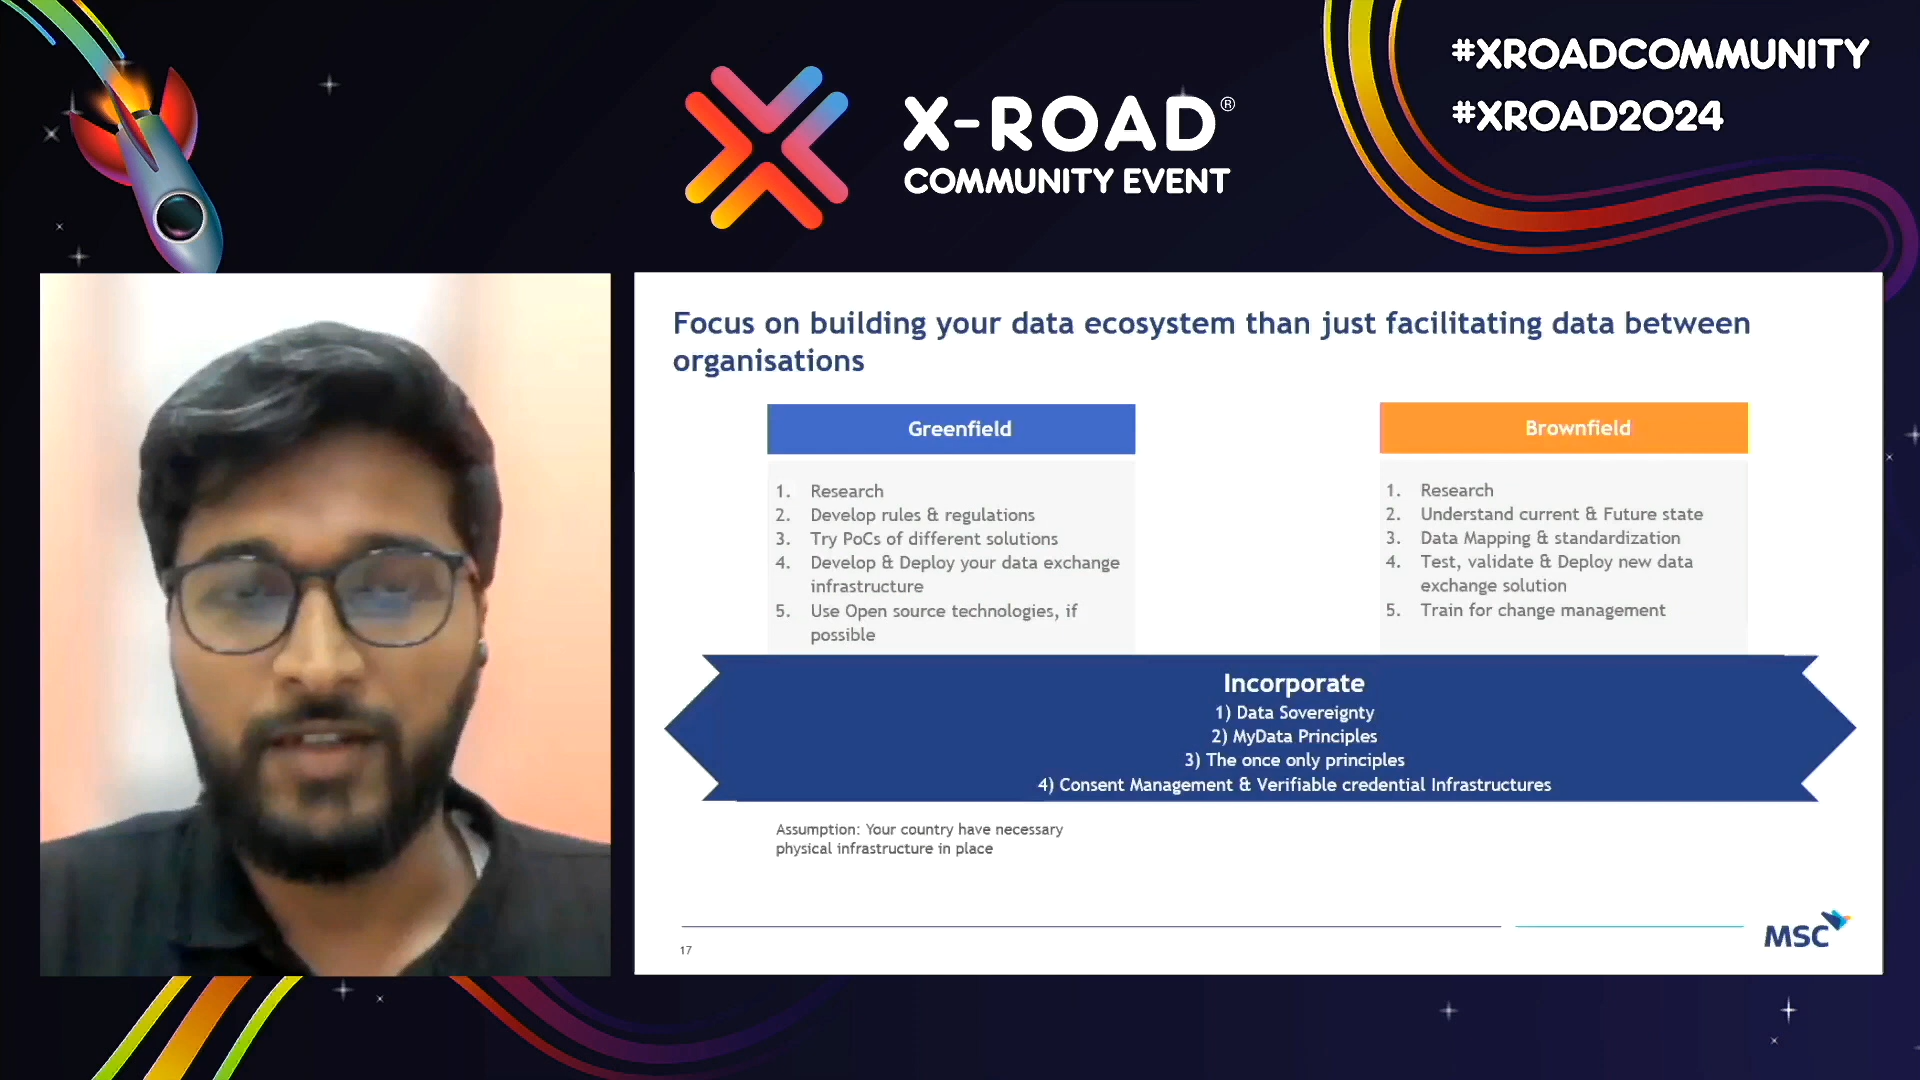 #XROADCOMMUNITY
#XROAD2024
X-ROAD®
COMMUNITY EVENT
Focus on building your data ecosystem than just facilitating data between
organisations
Greenfield
1. Research
2. Develop rules & regulations
3. Try PoCs of different solutions
4. Develop & Deploy your data exchange
infrastructure
5. Use Open source technologies, if
possible
Brownfield
1. Research
2. Understand current & Future state
3. Data Mapping & standardization
4. Test, validate & Deploy new data
exchange solution
5. Train for change management
Incorporate
1) Data Sovereignty
2) MyData Principles
3) The once only principles
4) Consent Management & Verifiable credential Infrastructures
Assumption: Your country have necessary
physical infrastructure in place
17
MSC